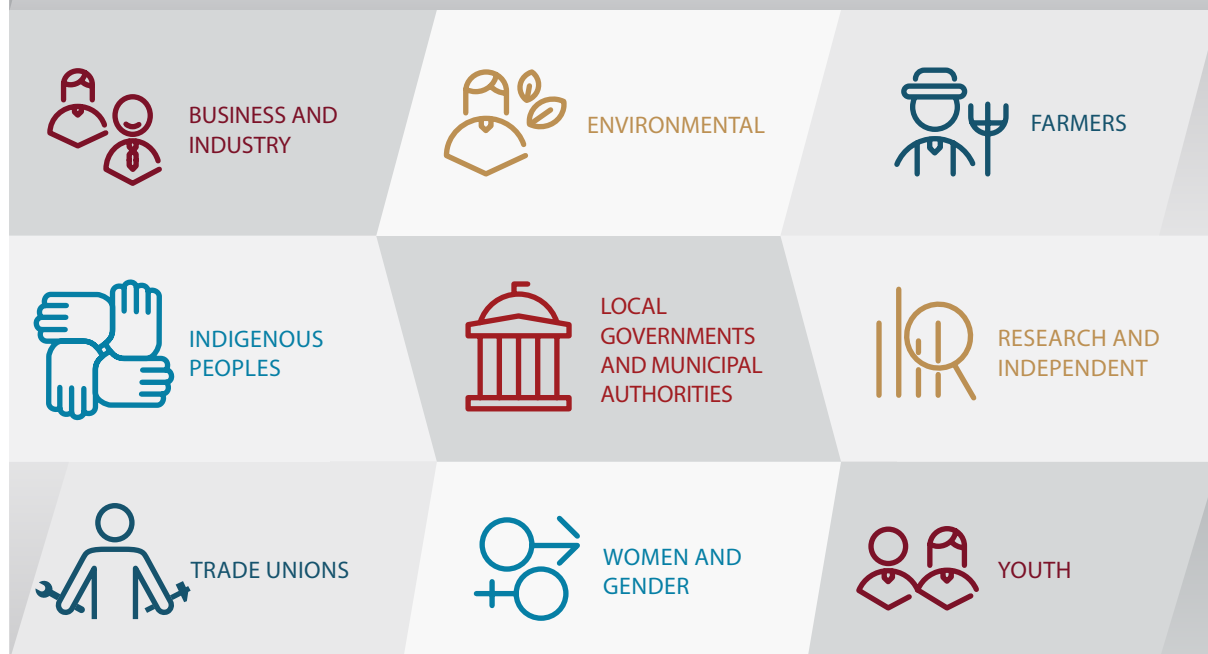 BUSINESS AND
INDUSTRY
ENVIRONMENTAL
FARMERS
INDIGENOUS
PEOPLES
LOCAL
GOVERNMENTS
AND MUNICIPAL
AUTHORITIES
RESEARCH AND
INDEPENDENT
TRADE UNIONS
WOMEN AND
GENDER
YOUTH